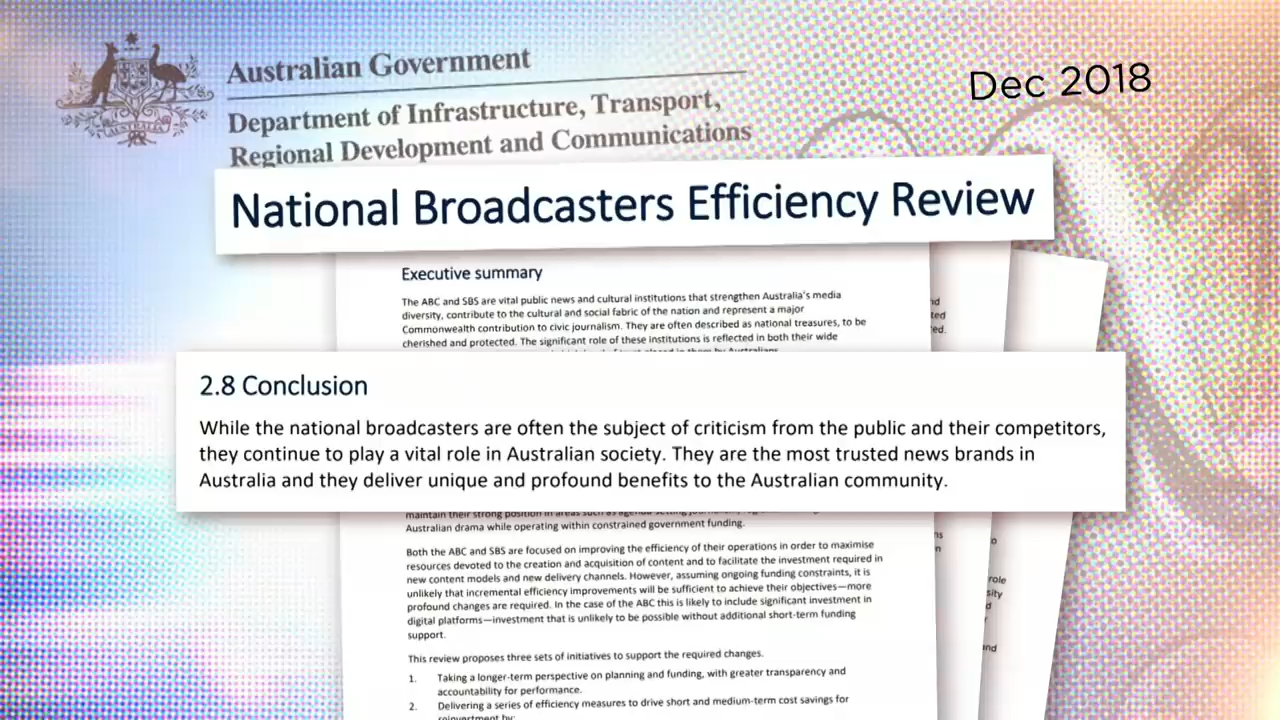 Australian Government
Department of Infrastructure, Transport,
Regional Development and Communications
Dec 2018
AUSTRALIA
National Broadcasters Efficiency Review
Executive summary
The ABC and SBS are vital public news and cultural institutions that strengthen Australia's media
diversity, contribute to the cultural and social fabric of the nation and represent a major
Commonwealth contribution to civic journalism. They are often described as national treasures, to be
cherished and protected. The significant role of these institutions is reflected in both their wide
2.8 Conclusion
While the national broadcasters are often the subject of criticism from the public and their competitors,
they continue to play a vital role in Australian society. They are the most trusted news brands in
Australia and they deliver unique and profound benefits to the Australian community.
maintain their strong position in areas such as agenda setting
Australian drama while operating within constrained government funding.
Both the ABC and SBS are focused on improving the efficiency of their operations in order to maximise
resources devoted to the creation and acquisition of content and to facilitate the investment required in
new content models and new delivery channels. However, assuming ongoing funding constraints, it is
unlikely that incremental efficiency improvements will be sufficient to achieve their objectives—more
profound changes are required. In the case of the ABC this is likely to include significant investment in
digital platforms—investment that is unlikely to be possible without additional short-term funding
support.
This review proposes three sets of initiatives to support the required changes.
1. Taking a longer-term perspective on planning and funding, with greater transparency and
accountability for performance.
2. Delivering a series of efficiency measures to drive short and medium-term cost savings for
reinvestment by:
role